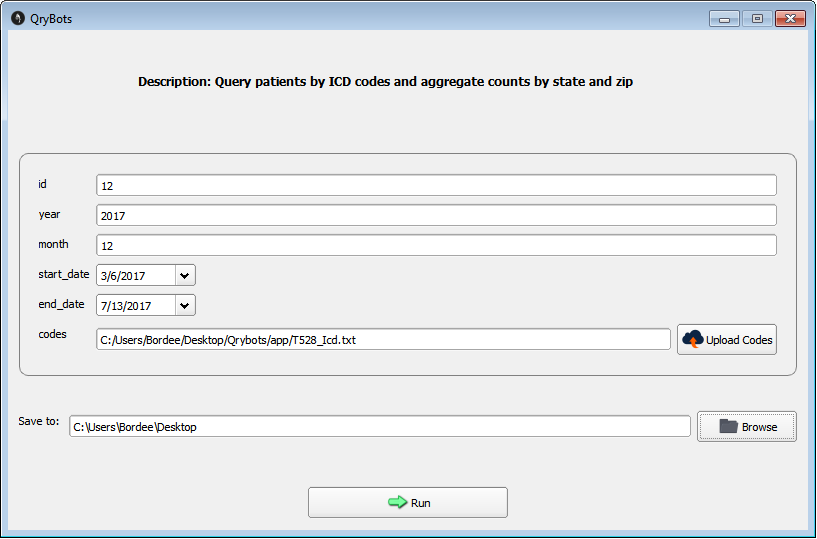 QryBots
Description: Query patients by ICD codes and aggregate counts by state and zip
id 12
year 2017
month 12
start_date 3/6/2017
end_date 7/13/2017
codes C:/Users/Bordee/Desktop/Qrybots/app/T528_Icd.txt Upload Codes
Save to: C:\Users\Bordee\Desktop Browse
Run